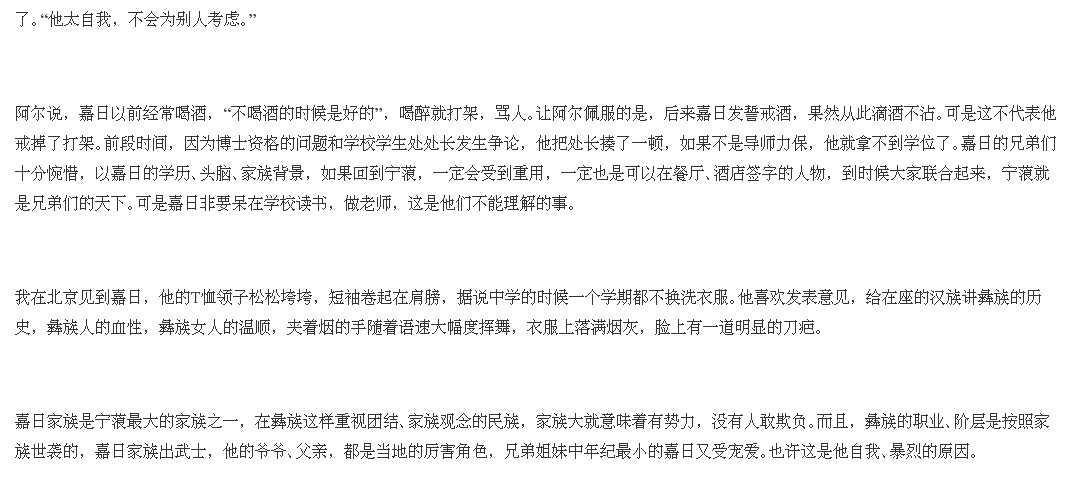 了。“他太自我，不会为别人考虑。”
阿尔说，嘉日以前经常喝酒，“不喝酒的时候是好的”，喝醉就打架，骂人。让阿尔佩服的是，后来嘉日发誓戒酒，果然从此滴酒不沾。可是这不代表他
戒掉了打架。前段时间，因为博士资格的问题和学校学生处处长发生争论，他把处长揍了一顿，如果不是导师力保，他就拿不到学位了。嘉日的兄弟们
十分惋惜，以嘉日的学历、头脑、家族背景，如果回到宁蒗，一定会受到重用，一定也是可以在餐厅、酒店签字的人物，到时候大家联合起来，宁蒗就
是兄弟们的天下。可是嘉日非要呆在学校读书，做老师，这是他们不能理解的事。
我在北京见到嘉日，他的T恤领子松松垮垮，短袖卷起在肩膀，据说中学的时候一个学期都不换洗衣服。他喜欢发表意见，给在座的汉族讲彝族的历
史，彝族人的血性，彝族女人的温顺，夹着烟的手随着语速大幅度挥舞，衣服上落满烟灰，脸上有一道明显的刀疤。
嘉日家族是宁蒗最大的家族之一，在彝族这样重视团结、家族观念的民族，家族大就意味着有势力，没有人敢欺负。而且，彝族的职业、阶层是按照家
族世袭的，嘉日家族出武士，他的爷爷、父亲，都是当地的厉害角色，兄弟姐妹中年纪最小的嘉日又受宠爱。也许这是他自我、暴烈的原因。